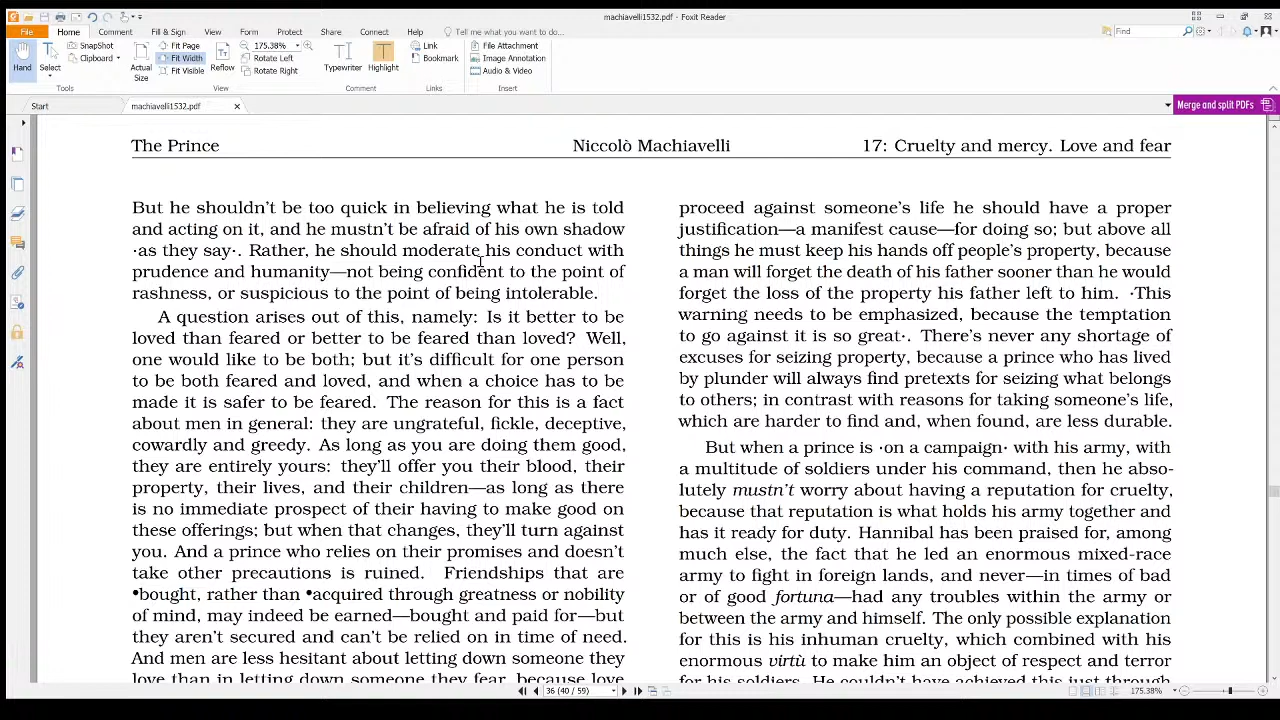 machiavelli1532.pdf - Foxit Reader
File Home Comment Fill & Sign Form Protect View Share Connect Help Tell me what you want to do... Find
Hand
Select
SnapShot
Clipboard
Actual Size
Fit Page
Fit Width
Fit Visible
Reflow
175.38%
Rotate Left
Rotate Right
Typewriter
Highlight
Link
Bookmark
File Attachment
Image Annotation
Audio & Video
Tools View Comment Links Insert
Start machiavelli1532.pdf Merge and split PDFs
The Prince Niccolò Machiavelli 17: Cruelty and mercy. Love and fear
But he shouldn't be too quick in believing what he is told
and acting on it, and he mustn't be afraid of his own shadow
·as they say·. Rather, he should moderate his conduct with
prudence and humanity—not being confident to the point of
rashness, or suspicious to the point of being intolerable.
A question arises out of this, namely: Is it better to be
loved than feared or better to be feared than loved? Well,
one would like to be both; but it's difficult for one person
to be both feared and loved, and when a choice has to be
made it is safer to be feared. The reason for this is a fact
about men in general: they are ungrateful, fickle, deceptive,
cowardly and greedy. As long as you are doing them good,
they are entirely yours: they'll offer you their blood, their
property, their lives, and their children—as long as there
is no immediate prospect of their having to make good on
these offerings; but when that changes, they'll turn against
you. And a prince who relies on their promises and doesn't
take other precautions is ruined. Friendships that are
•bought, rather than •acquired through greatness or nobility
of mind, may indeed be earned—bought and paid for—but
they aren't secured and can't be relied on in time of need.
And men are less hesitant about letting down someone they
love than in letting down someone they fear, because love
proceed against someone's life he should have a proper
justification—a manifest cause—for doing so; but above all
things he must keep his hands off people's property, because
a man will forget the death of his father sooner than he would
forget the loss of the property his father left to him. ·This
warning needs to be emphasized, because the temptation
to go against it is so great·. There's never any shortage of
excuses for seizing property, because a prince who has lived
by plunder will always find pretexts for seizing what belongs
to others; in contrast with reasons for taking someone's life,
which are harder to find and, when found, are less durable.
But when a prince is ·on a campaign· with his army, with
a multitude of soldiers under his command, then he abso-
lutely mustn't worry about having a reputation for cruelty,
because that reputation is what holds his army together and
has it ready for duty. Hannibal has been praised for, among
much else, the fact that he led an enormous mixed-race
army to fight in foreign lands, and never—in times of bad
or of good fortuna—had any troubles within the army or
between the army and himself. The only possible explanation
for this is his inhuman cruelty, which combined with his
enormous virtù to make him an object of respect and terror
for his soldiers. He couldn't have achieved this just through
36 (40 / 59) 175.38%